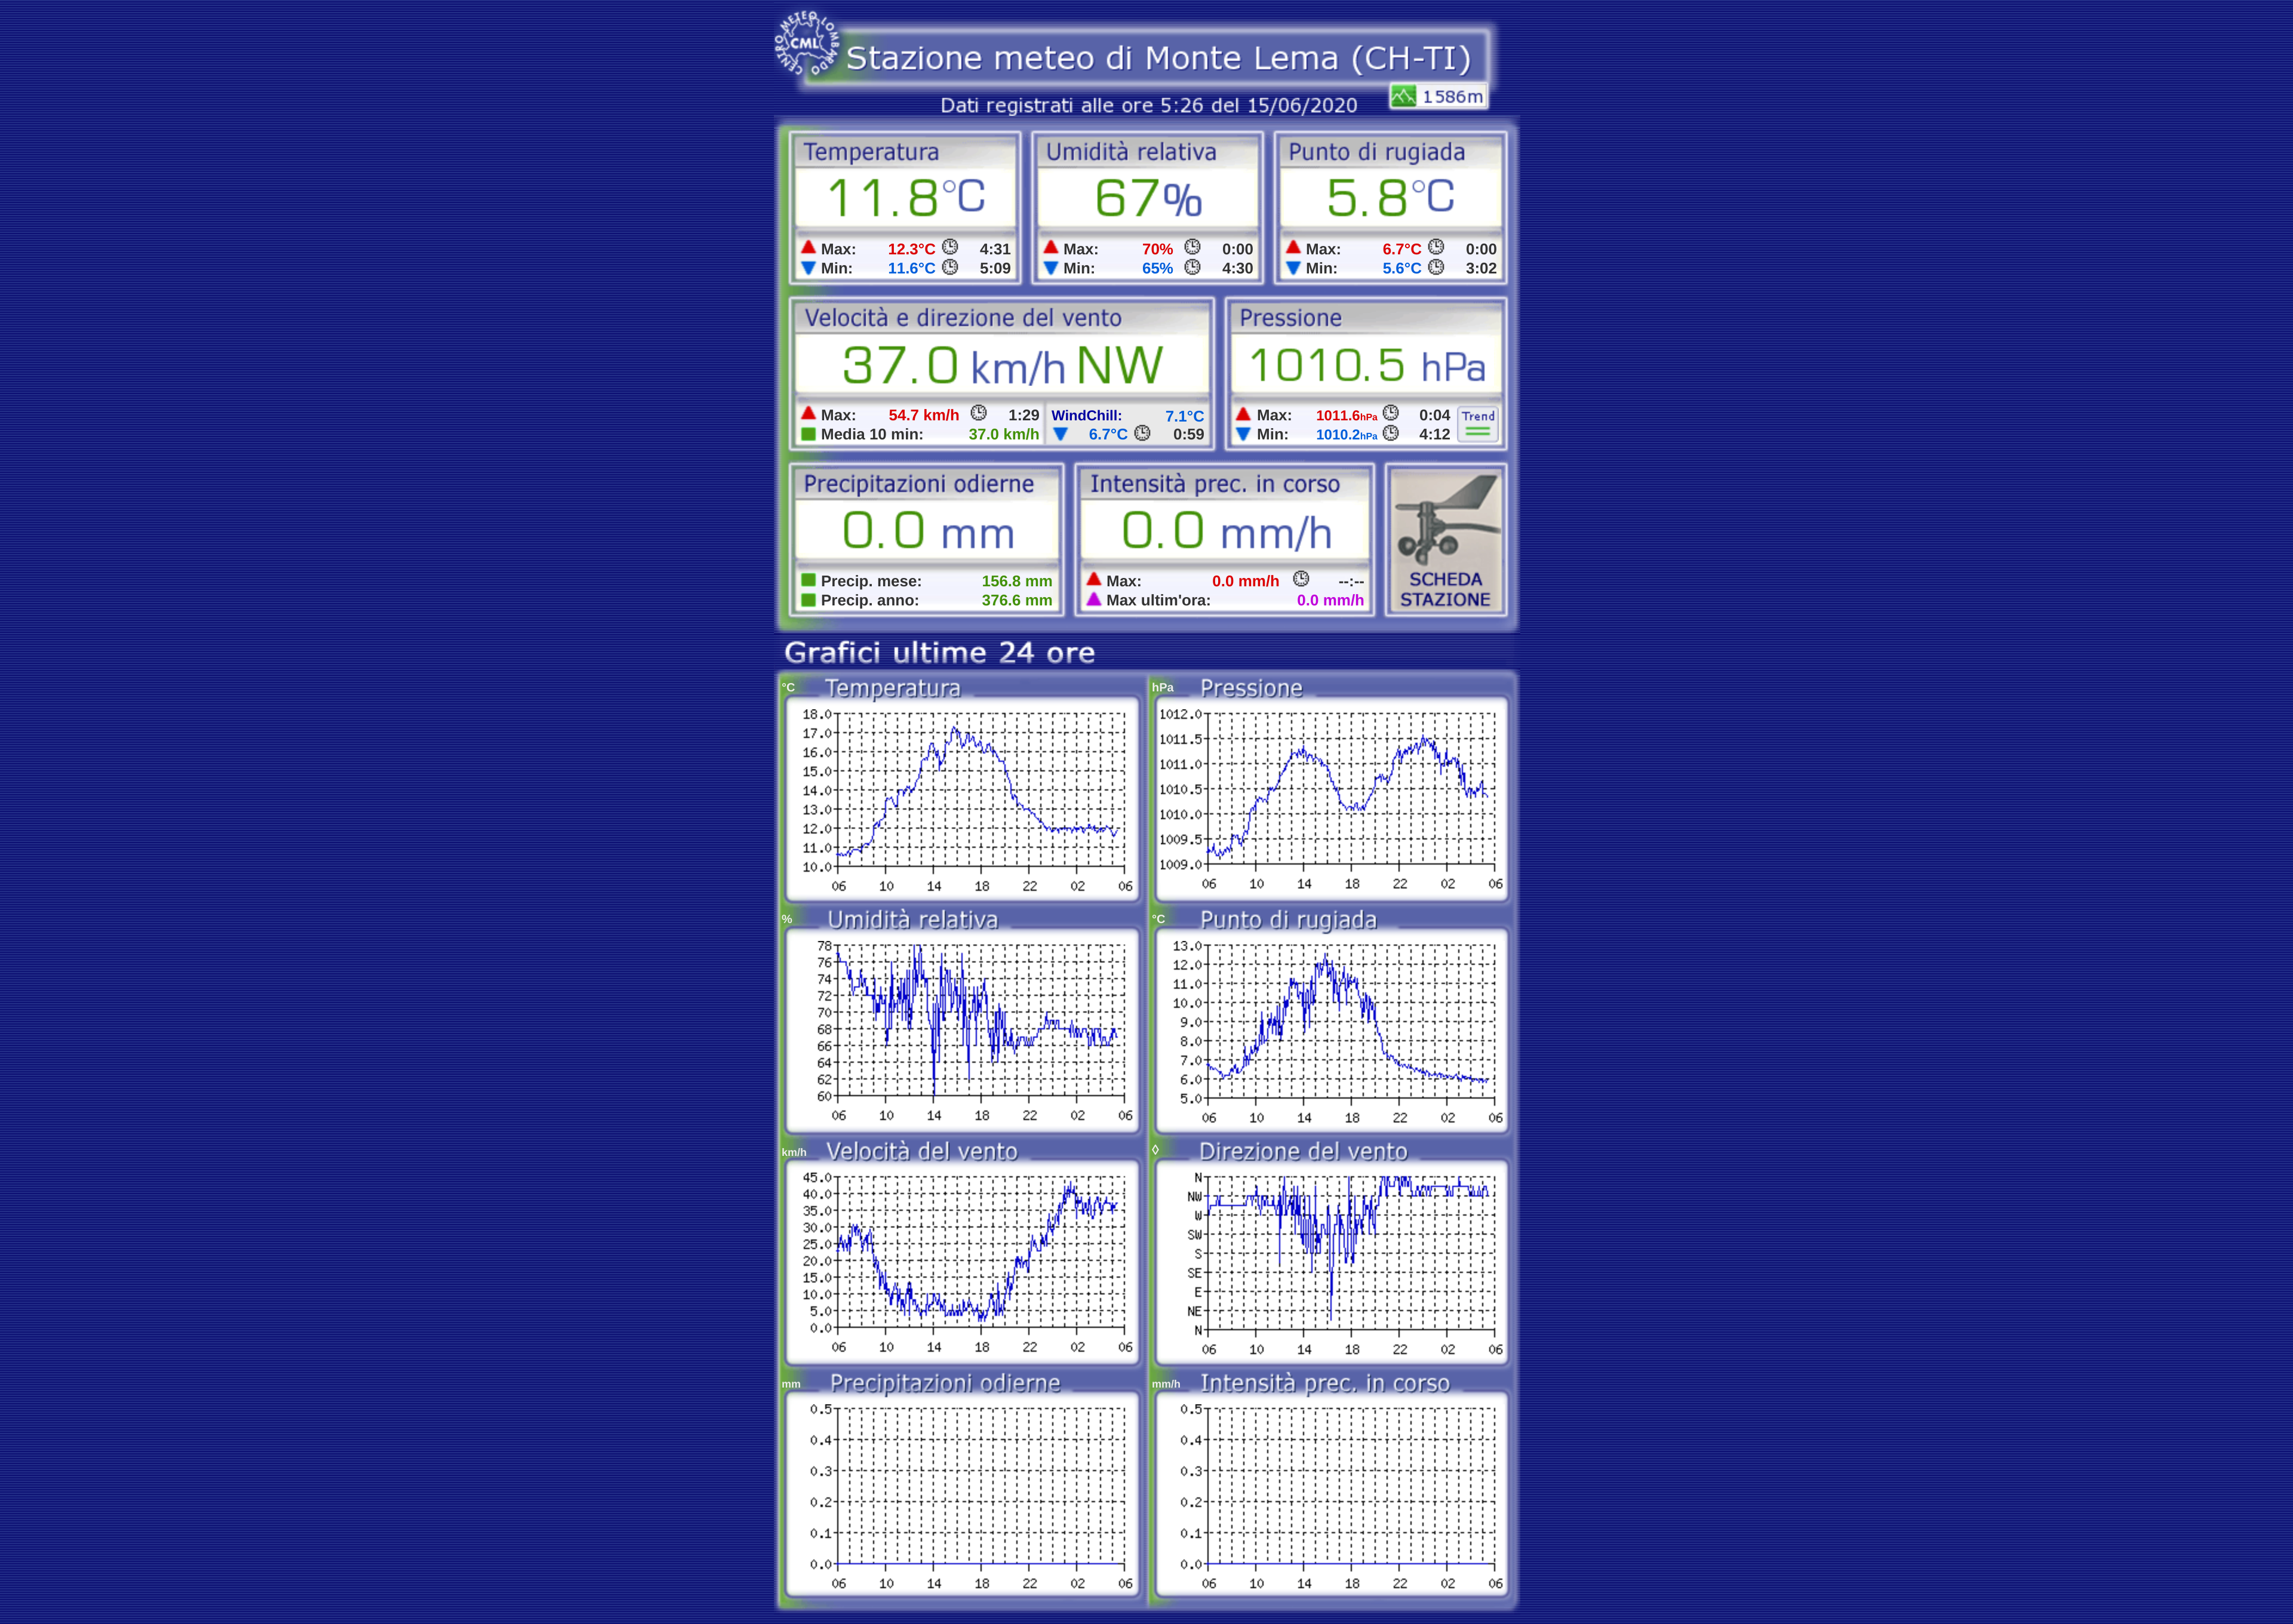 CENTRO METEO LOMBARDO
CML
Stazione meteo di Monte Lema (CH-TI)
1586m
Dati registrati alle ore 5:26 del 15/06/2020
Temperatura Umidità relativa Punto di rugiada
11.8°C 67% 5.8°C
Max: 12.3°C 4:31 Max: 70% 0:00 Max: 6.7°C 0:00
Min: 11.6°C 5:09 Min: 65% 4:30 Min: 5.6°C 3:02
Velocità e direzione del vento Pressione
37.0 km/h NW 1010.5 hPa
Max: 54.7 km/h 1:29 WindChill: 7.1°C Max: 1011.6hPa 0:04 Trend
Media 10 min: 37.0 km/h 6.7°C 0:59 Min: 1010.2hPa 4:12
Precipitazioni odierne Intensità prec. in corso
0.0 mm 0.0 mm/h
Precip. mese: 156.8 mm Max: 0.0 mm/h --:-- SCHEDA
Precip. anno: 376.6 mm Max ultim'ora: 0.0 mm/h STAZIONE
Grafici ultime 24 ore
°C Temperatura
18.0
17.0
16.0
15.0
14.0
13.0
12.0
11.0
10.0
06 10 14 18 22 02 06
hPa Pressione
1012.0
1011.5
1011.0
1010.5
1010.0
1009.5
1009.0
06 10 14 18 22 02 06
% Umidità relativa
78
76
74
72
70
68
66
64
62
60
06 10 14 18 22 02 06
°C Punto di rugiada
13.0
12.0
11.0
10.0
9.0
8.0
7.0
6.0
5.0
06 10 14 18 22 02 06
km/h Velocità del vento
45.0
40.0
35.0
30.0
25.0
20.0
15.0
10.0
5.0
0.0
06 10 14 18 22 02 06
◊ Direzione del vento
N
NW
W
SW
S
SE
E
NE
N
06 10 14 18 22 02 06
mm Precipitazioni odierne
0.5
0.4
0.3
0.2
0.1
0.0
06 10 14 18 22 02 06
mm/h Intensità prec. in corso
0.5
0.4
0.3
0.2
0.1
0.0
06 10 14 18 22 02 06